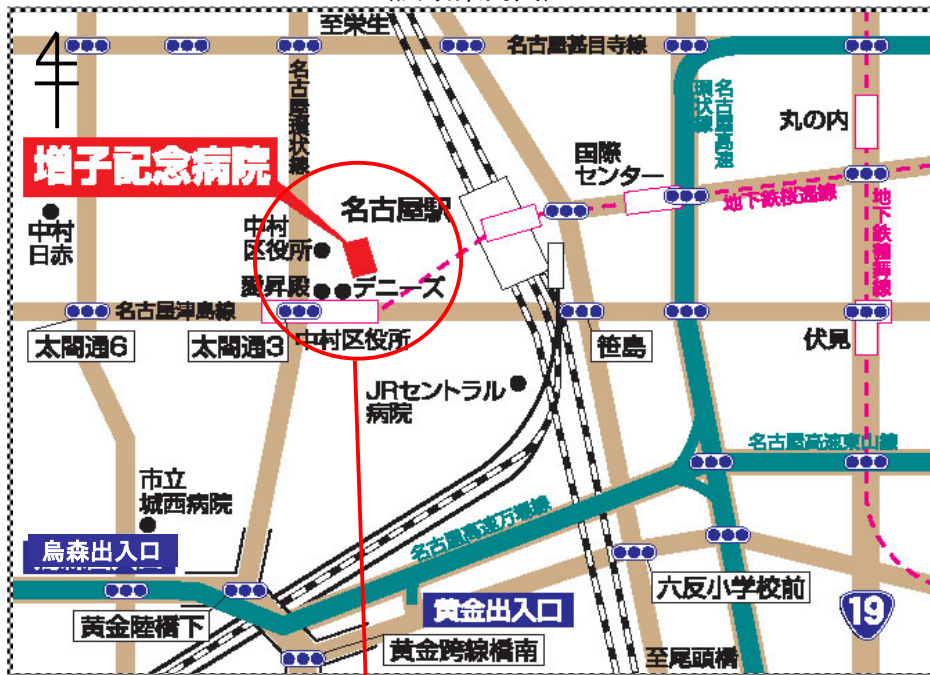 至栄生
名古屋甚目寺線
名古屋環状線
名古屋高速
環状線
丸の内
増子記念病院
国際
センター
名古屋駅
地下鉄桜通線
地下鉄鶴舞線
中村
日赤
中村
区役所
愛昇殿
デニーズ
名古屋津島線
太閤通6
太閤通3
中村区役所
笹島
伏見
JRセントラル
病院
名古屋高速東山線
市立
城西病院
名古屋高速万場線
烏森出入口
六反小学校前
19
黄金出入口
黄金陸橋下
黄金跨線橋南
至尾頭橋